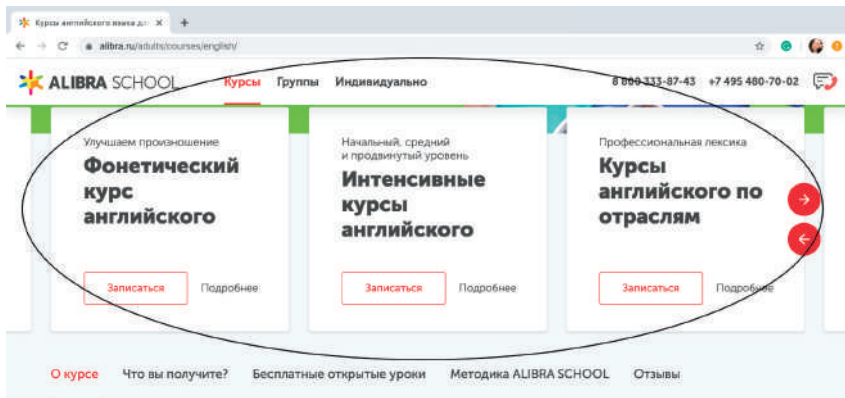 Курсы английского языка для
alibra.ru/adults/courses/english/
ALIBRA SCHOOL Курсы Группы Индивидуально 8 800 333-87-43 +7 495 480-70-02
Улучшаем произношение
Фонетический
курс
английского
Записаться Подробнее
Начальный, средний
и продвинутый уровень
Интенсивные
курсы
английского
Записаться Подробнее
Профессиональная лексика
Курсы
английского по
отраслям
Записаться Подробнее
О курсе Что вы получите? Бесплатные открытые уроки Методика ALIBRA SCHOOL Отзывы